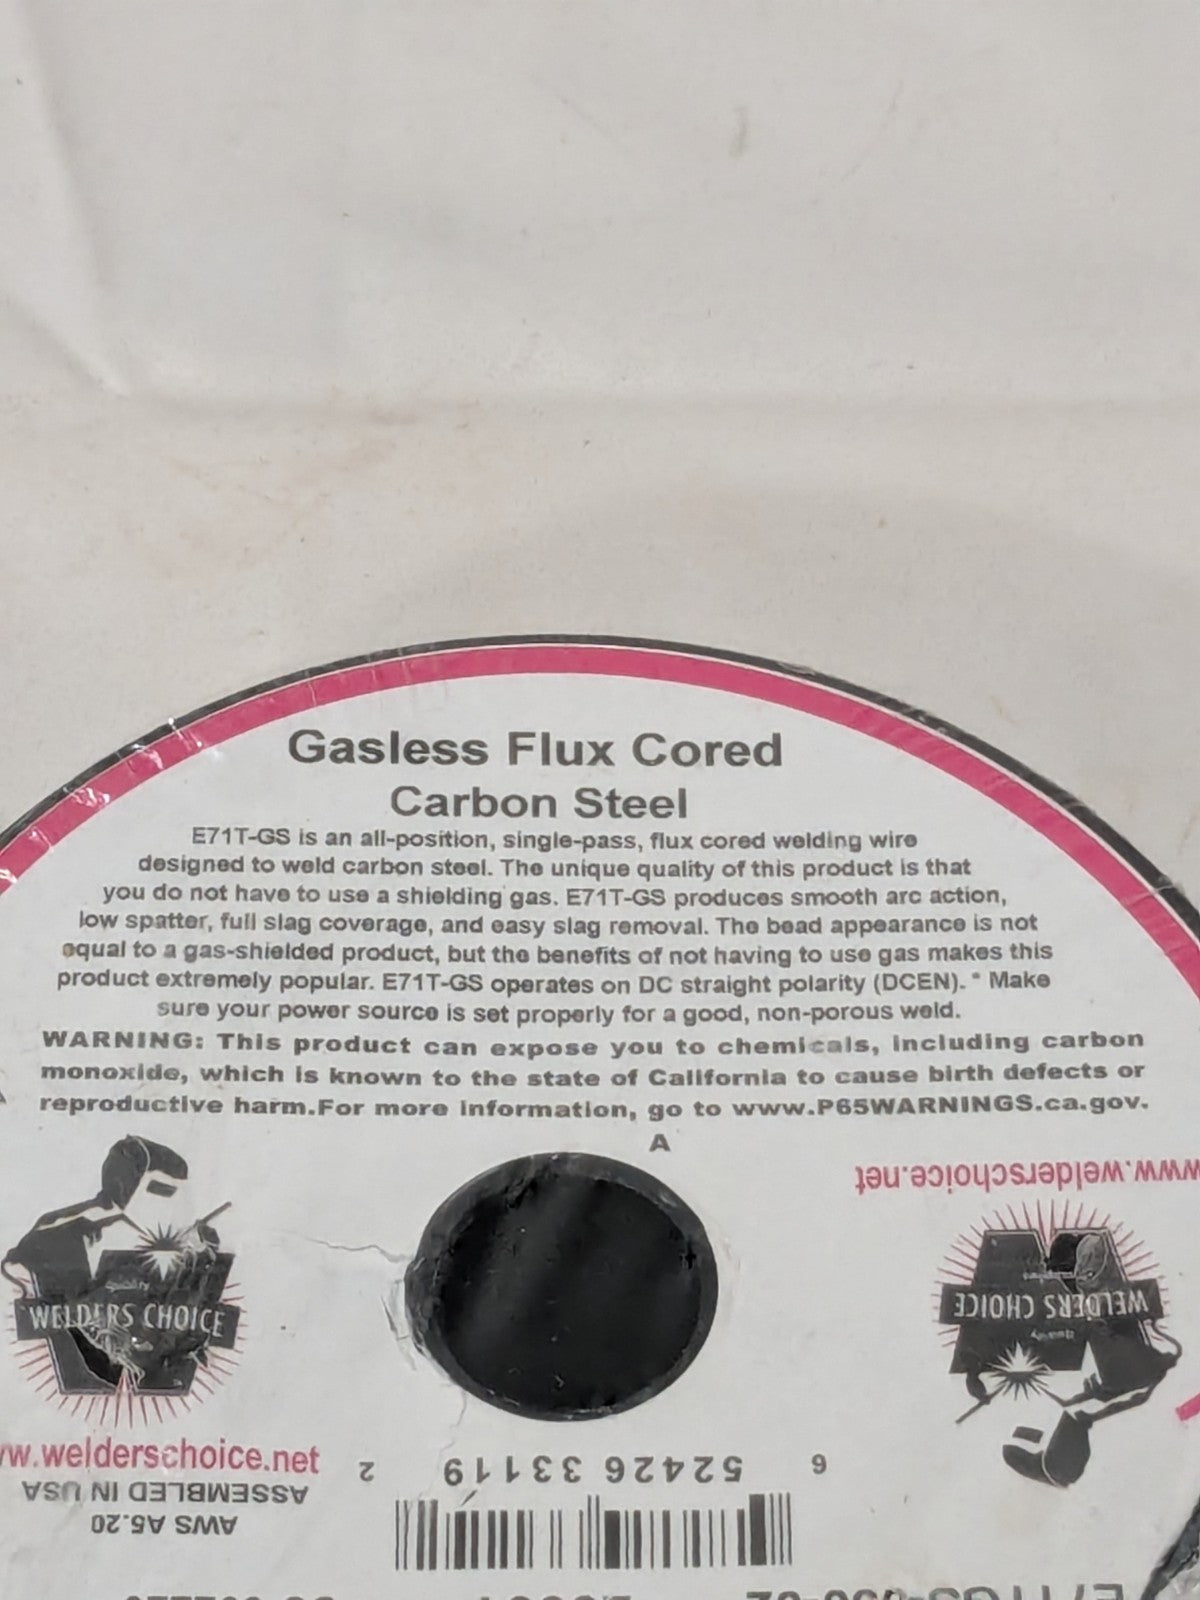 Gasless Flux Cored
Carbon Steel
E71T-GS is an all-position, single-pass, flux cored welding wire
designed to weld carbon steel. The unique quality of this product is that
you do not have to use a shielding gas. E71T-GS produces smooth arc action,
low spatter, full slag coverage, and easy slag removal. The bead appearance is not
equal to a gas-shielded product, but the benefits of not having to use gas makes this
product extremely popular. E71T-GS operates on DC straight polarity (DCEN). * Make
sure your power source is set properly for a good, non-porous weld.
WARNING: This product can expose you to chemicals, including carbon
monoxide, which is known to the state of California to cause birth defects or
reproductive harm.For more information, go to www.P65WARNINGS.ca.gov.
A
www.welderschoice.net
Quality
WELDERS CHOICE
WELDERS CHOICE
Quality
w.welderschoice.net
6 52426 33119 2
ASSEMBLED IN USA
AWS A5.20